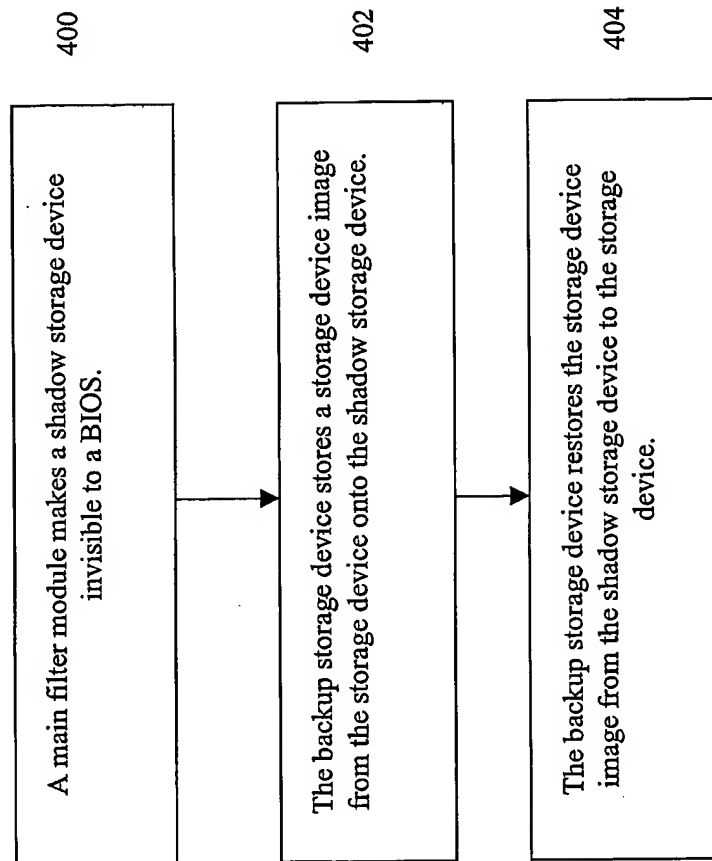 A main filter module makes a shadow storage device
invisible to a BIOS.
400
The backup storage device stores a storage device image
from the storage device onto the shadow storage device.
402
The backup storage device restores the storage device
image from the shadow storage device to the storage
device.
404